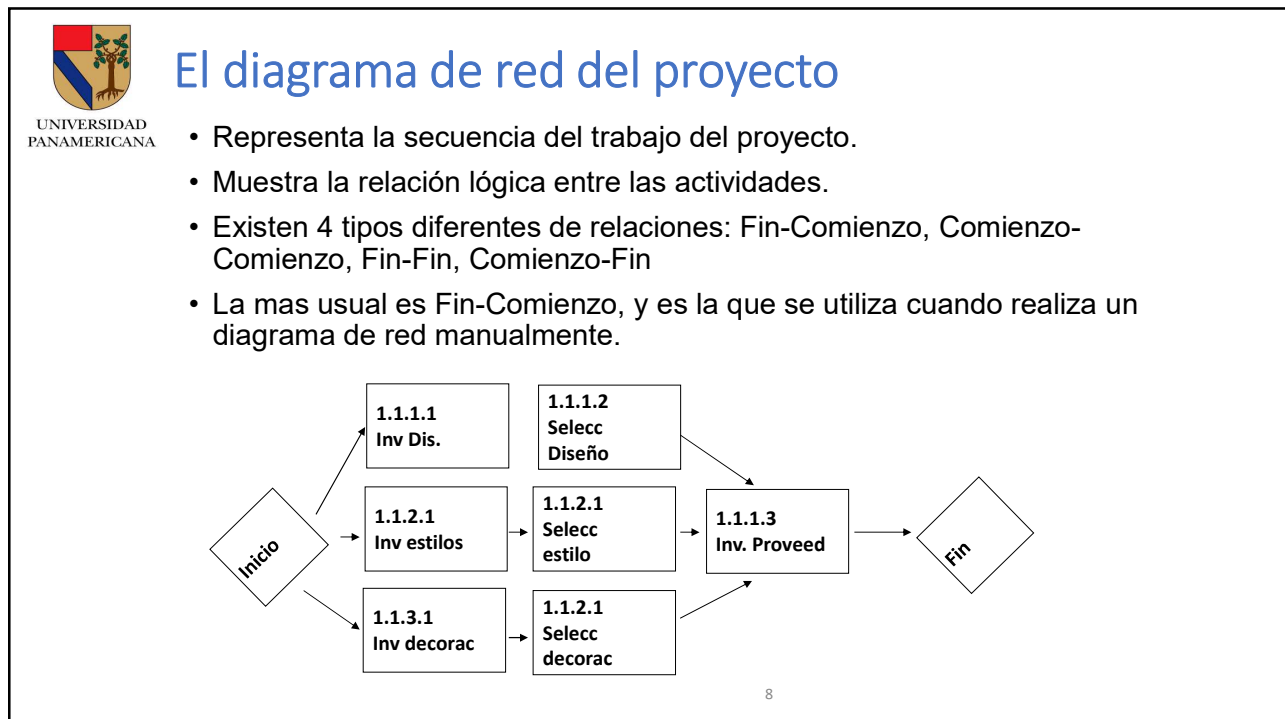 El diagrama de red del proyecto
UNIVERSIDAD
PANAMERICANA
• Representa la secuencia del trabajo del proyecto.
• Muestra la relación lógica entre las actividades.
• Existen 4 tipos diferentes de relaciones: Fin-Comienzo, Comienzo-
Comienzo, Fin-Fin, Comienzo-Fin
• La mas usual es Fin-Comienzo, y es la que se utiliza cuando realiza un
diagrama de red manualmente.
Inicio
1.1.1.1
Inv Dis.
1.1.1.2
Selecc
Diseño
1.1.2.1
Inv estilos
1.1.2.1
Selecc
estilo
1.1.3.1
Inv decorac
1.1.2.1
Selecc
decorac
1.1.1.3
Inv. Proveed
Fin
8